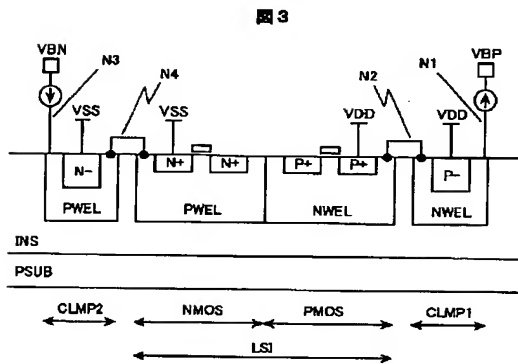 図3
VBN
N3
N4
N2
N1
VBP
VSS
VSS
VDD
VDD
N-
N+
N+
P+
P+
P-
PWEL
PWEL
NWEL
NWEL
INS
PSUB
CLMP2
NMOS
PMOS
CLMP1
LSI